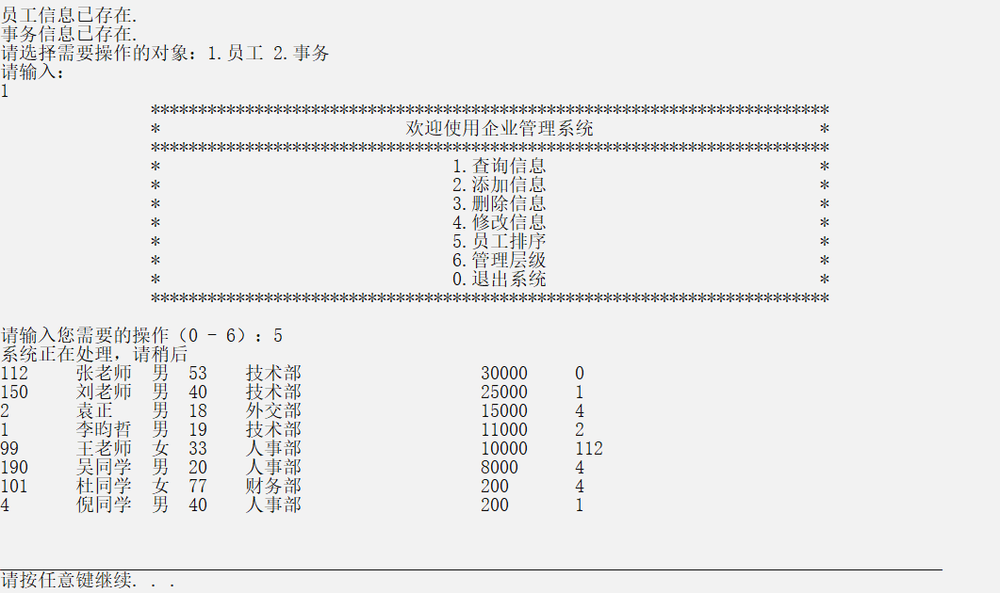 员工信息已存在.
事务信息已存在.
请选择需要操作的对象：1.员工 2.事务
请输入：
1
************************************************************************
* 欢迎使用企业管理系统 *
************************************************************************
* 1.查询信息 *
* 2.添加信息 *
* 3.删除信息 *
* 4.修改信息 *
* 5.员工排序 *
* 6.管理层级 *
* 0.退出系统 *
************************************************************************
请输入您需要的操作（0 - 6）：5
系统正在处理，请稍后
112 张老师 男 53 技术部 30000 0
150 刘老师 男 40 技术部 25000 1
2 袁正 男 18 外交部 15000 4
1 李昀哲 男 19 技术部 11000 2
99 王老师 女 33 人事部 10000 112
190 吴同学 男 20 人事部 8000 4
101 杜同学 女 77 财务部 200 4
4 倪同学 男 40 人事部 200 1
请按任意键继续. . .